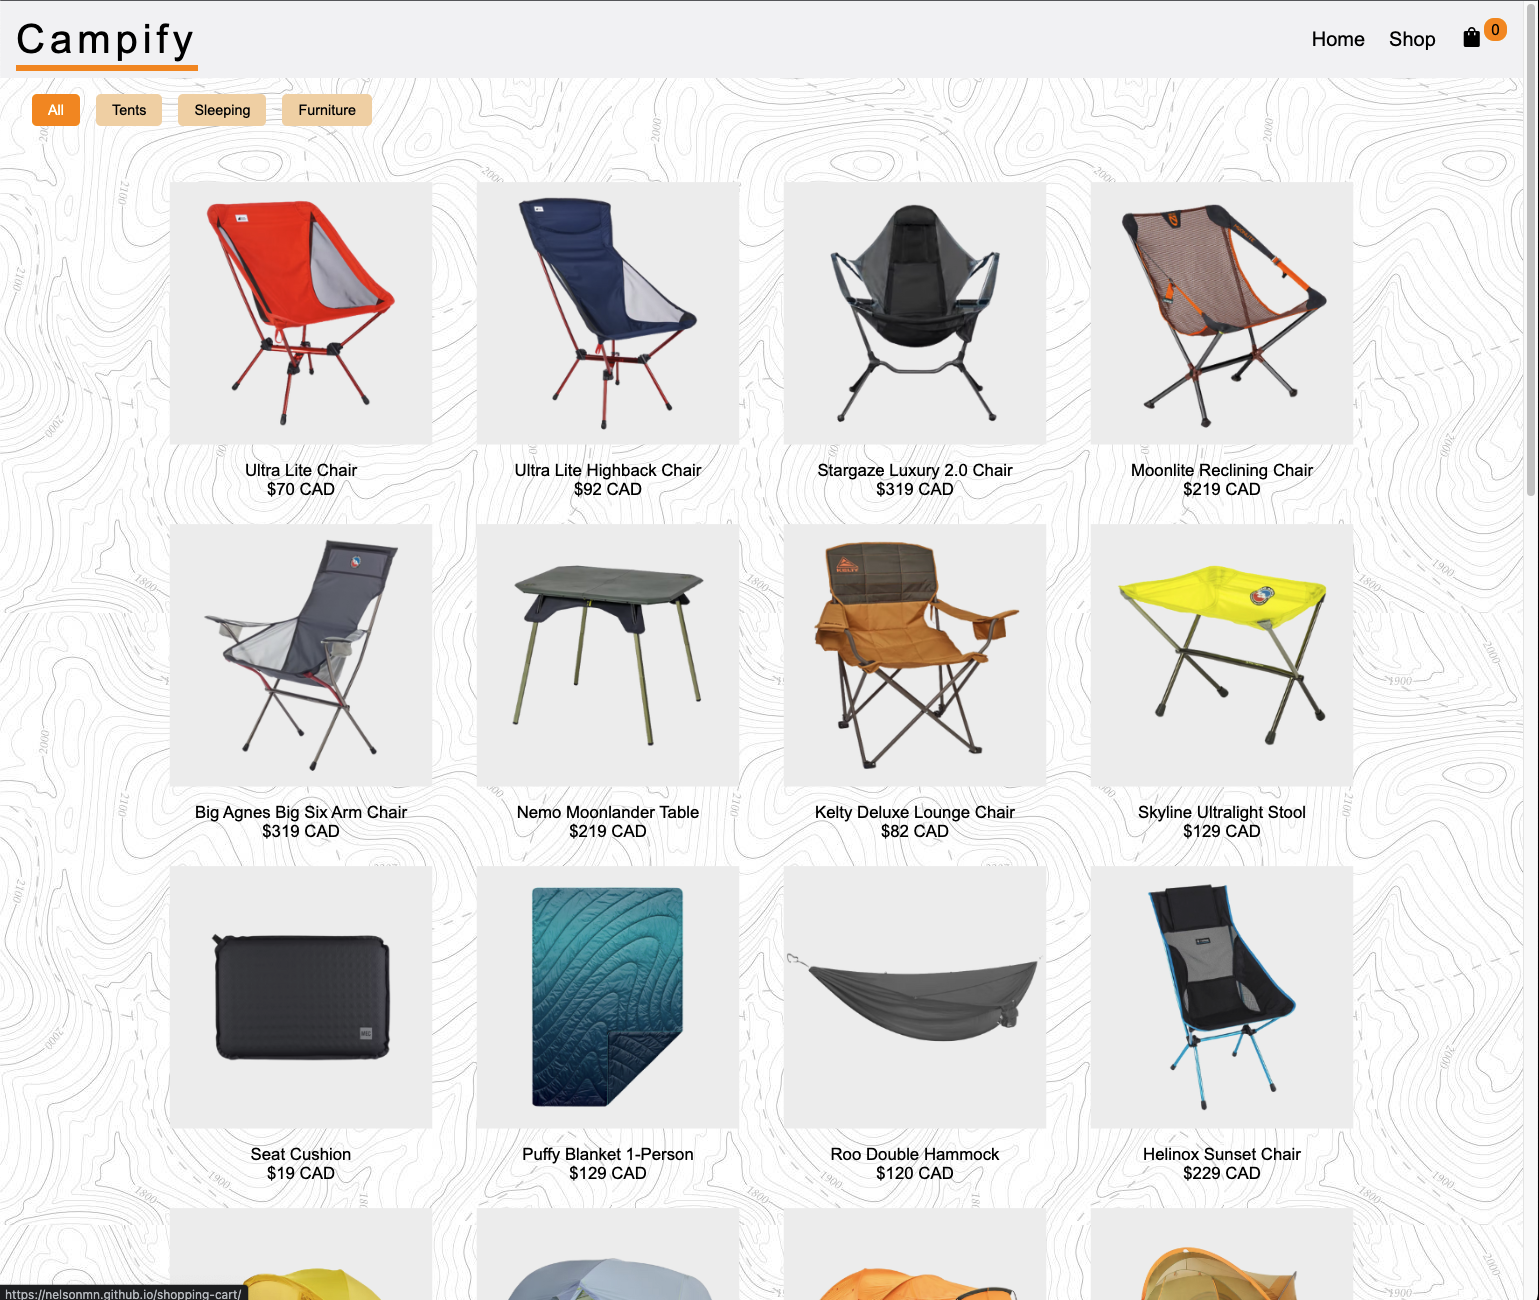 Campify
Home Shop 0
All Tents Sleeping Furniture
Ultra Lite Chair
$70 CAD
Ultra Lite Highback Chair
$92 CAD
Stargaze Luxury 2.0 Chair
$319 CAD
Moonlite Reclining Chair
$219 CAD
KELTY
Big Agnes Big Six Arm Chair
$319 CAD
Nemo Moonlander Table
$219 CAD
Kelty Deluxe Lounge Chair
$82 CAD
Skyline Ultralight Stool
$129 CAD
MEC
Seat Cushion
$19 CAD
Puffy Blanket 1-Person
$129 CAD
Roo Double Hammock
$120 CAD
Helinox Sunset Chair
$229 CAD
https://nelsonmn.github.io/shopping-cart/